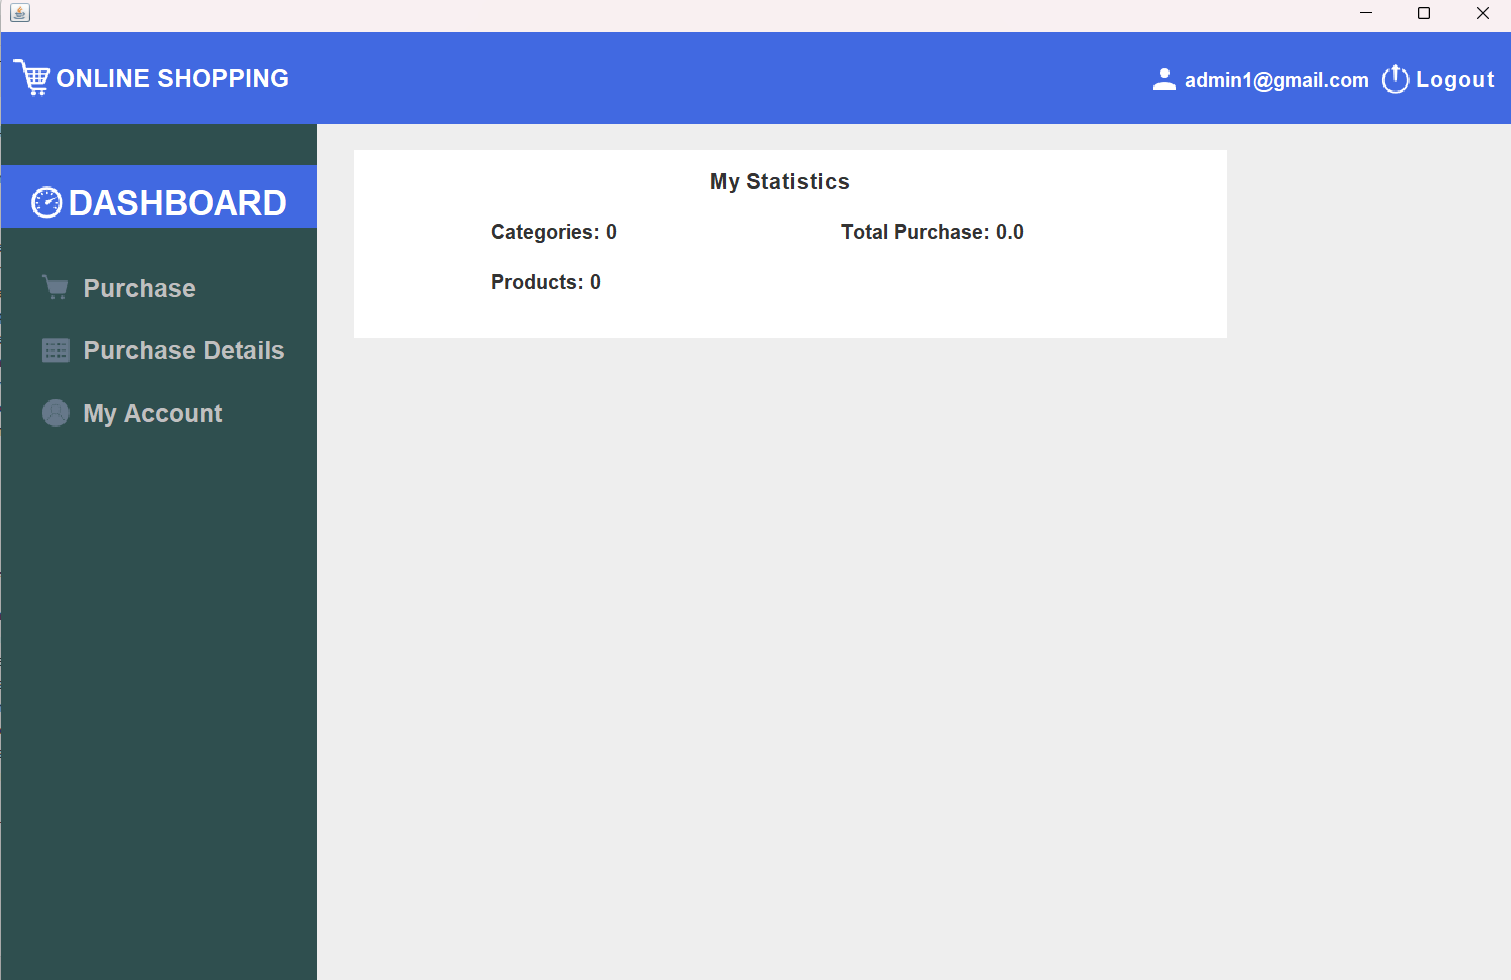 ONLINE SHOPPING
admin1@gmail.com
Logout
DASHBOARD
Purchase
Purchase Details
My Account
My Statistics
Categories: 0
Total Purchase: 0.0
Products: 0